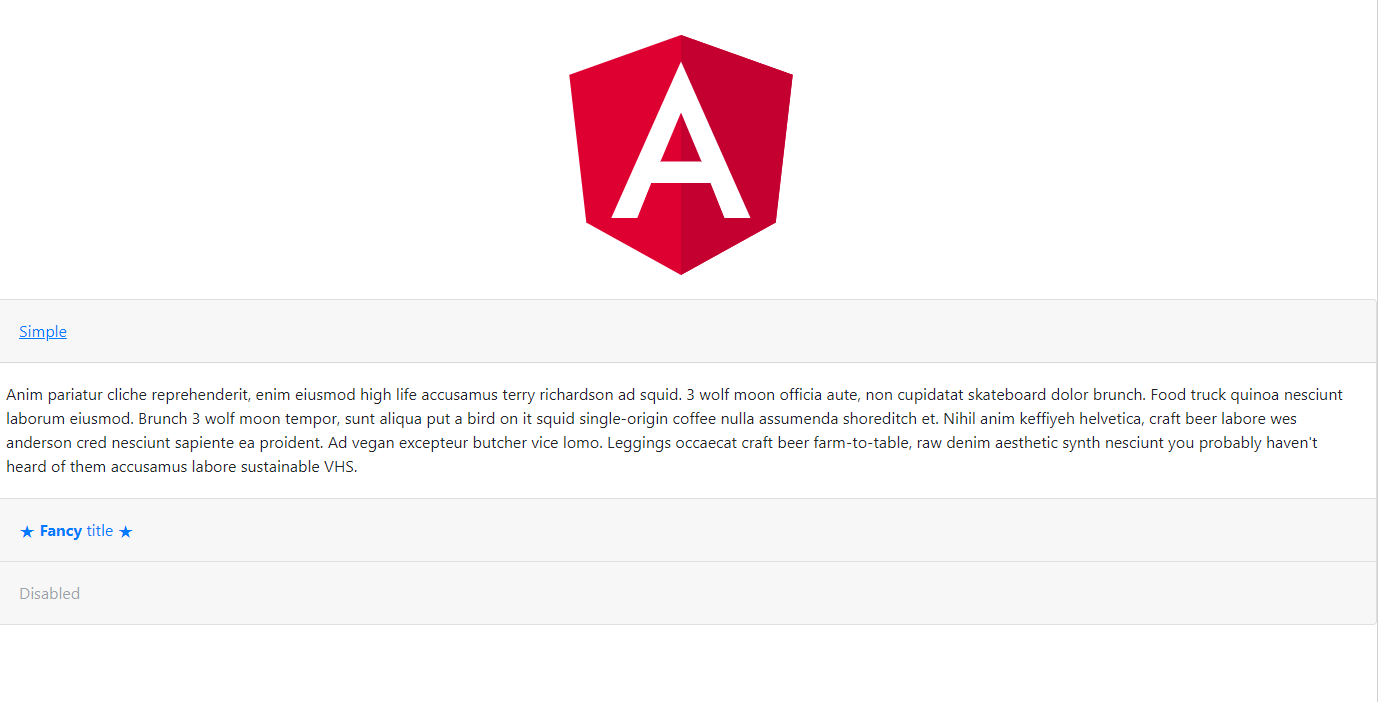 A
Simple
Anim pariatur cliche reprehenderit, enim eiusmod high life accusamus terry richardson ad squid. 3 wolf moon officia aute, non cupidatat skateboard dolor brunch. Food truck quinoa nesciunt
laborum eiusmod. Brunch 3 wolf moon tempor, sunt aliqua put a bird on it squid single-origin coffee nulla assumenda shoreditch et. Nihil anim keffiyeh helvetica, craft beer labore wes
anderson cred nesciunt sapiente ea proident. Ad vegan excepteur butcher vice lomo. Leggings occaecat craft beer farm-to-table, raw denim aesthetic synth nesciunt you probably haven't
heard of them accusamus labore sustainable VHS.
★ Fancy title ★
Disabled